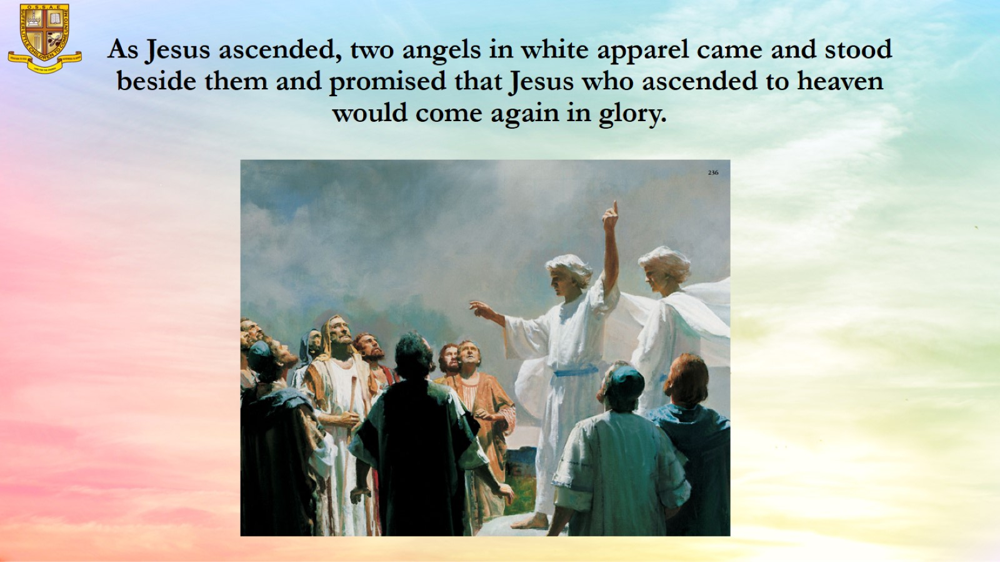 O.S.S.A.E
SUFFER LITTLE CHILDREN TO COME UNTO ME
As Jesus ascended, two angels in white apparel came and stood
beside them and promised that Jesus who ascended to heaven
would come again in glory.
236